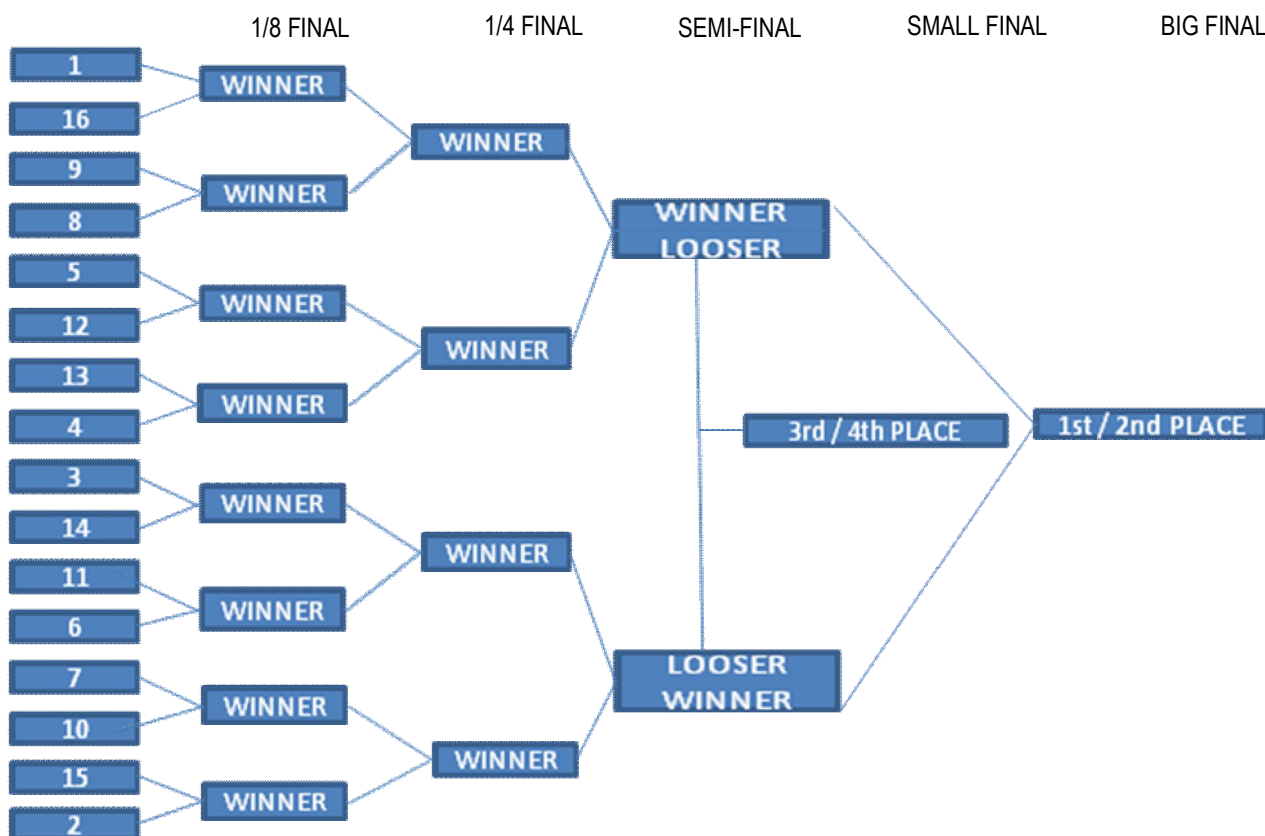 1/8 FINAL
1/4 FINAL
SEMI-FINAL
SMALL FINAL
BIG FINAL
1
16
9
8
5
12
13
4
3
14
11
6
7
10
15
2
WINNER
WINNER
WINNER
WINNER
WINNER
WINNER
WINNER
WINNER
WINNER
WINNER
WINNER
WINNER
WINNER
LOOSER
LOOSER
WINNER
3rd / 4th PLACE
1st / 2nd PLACE